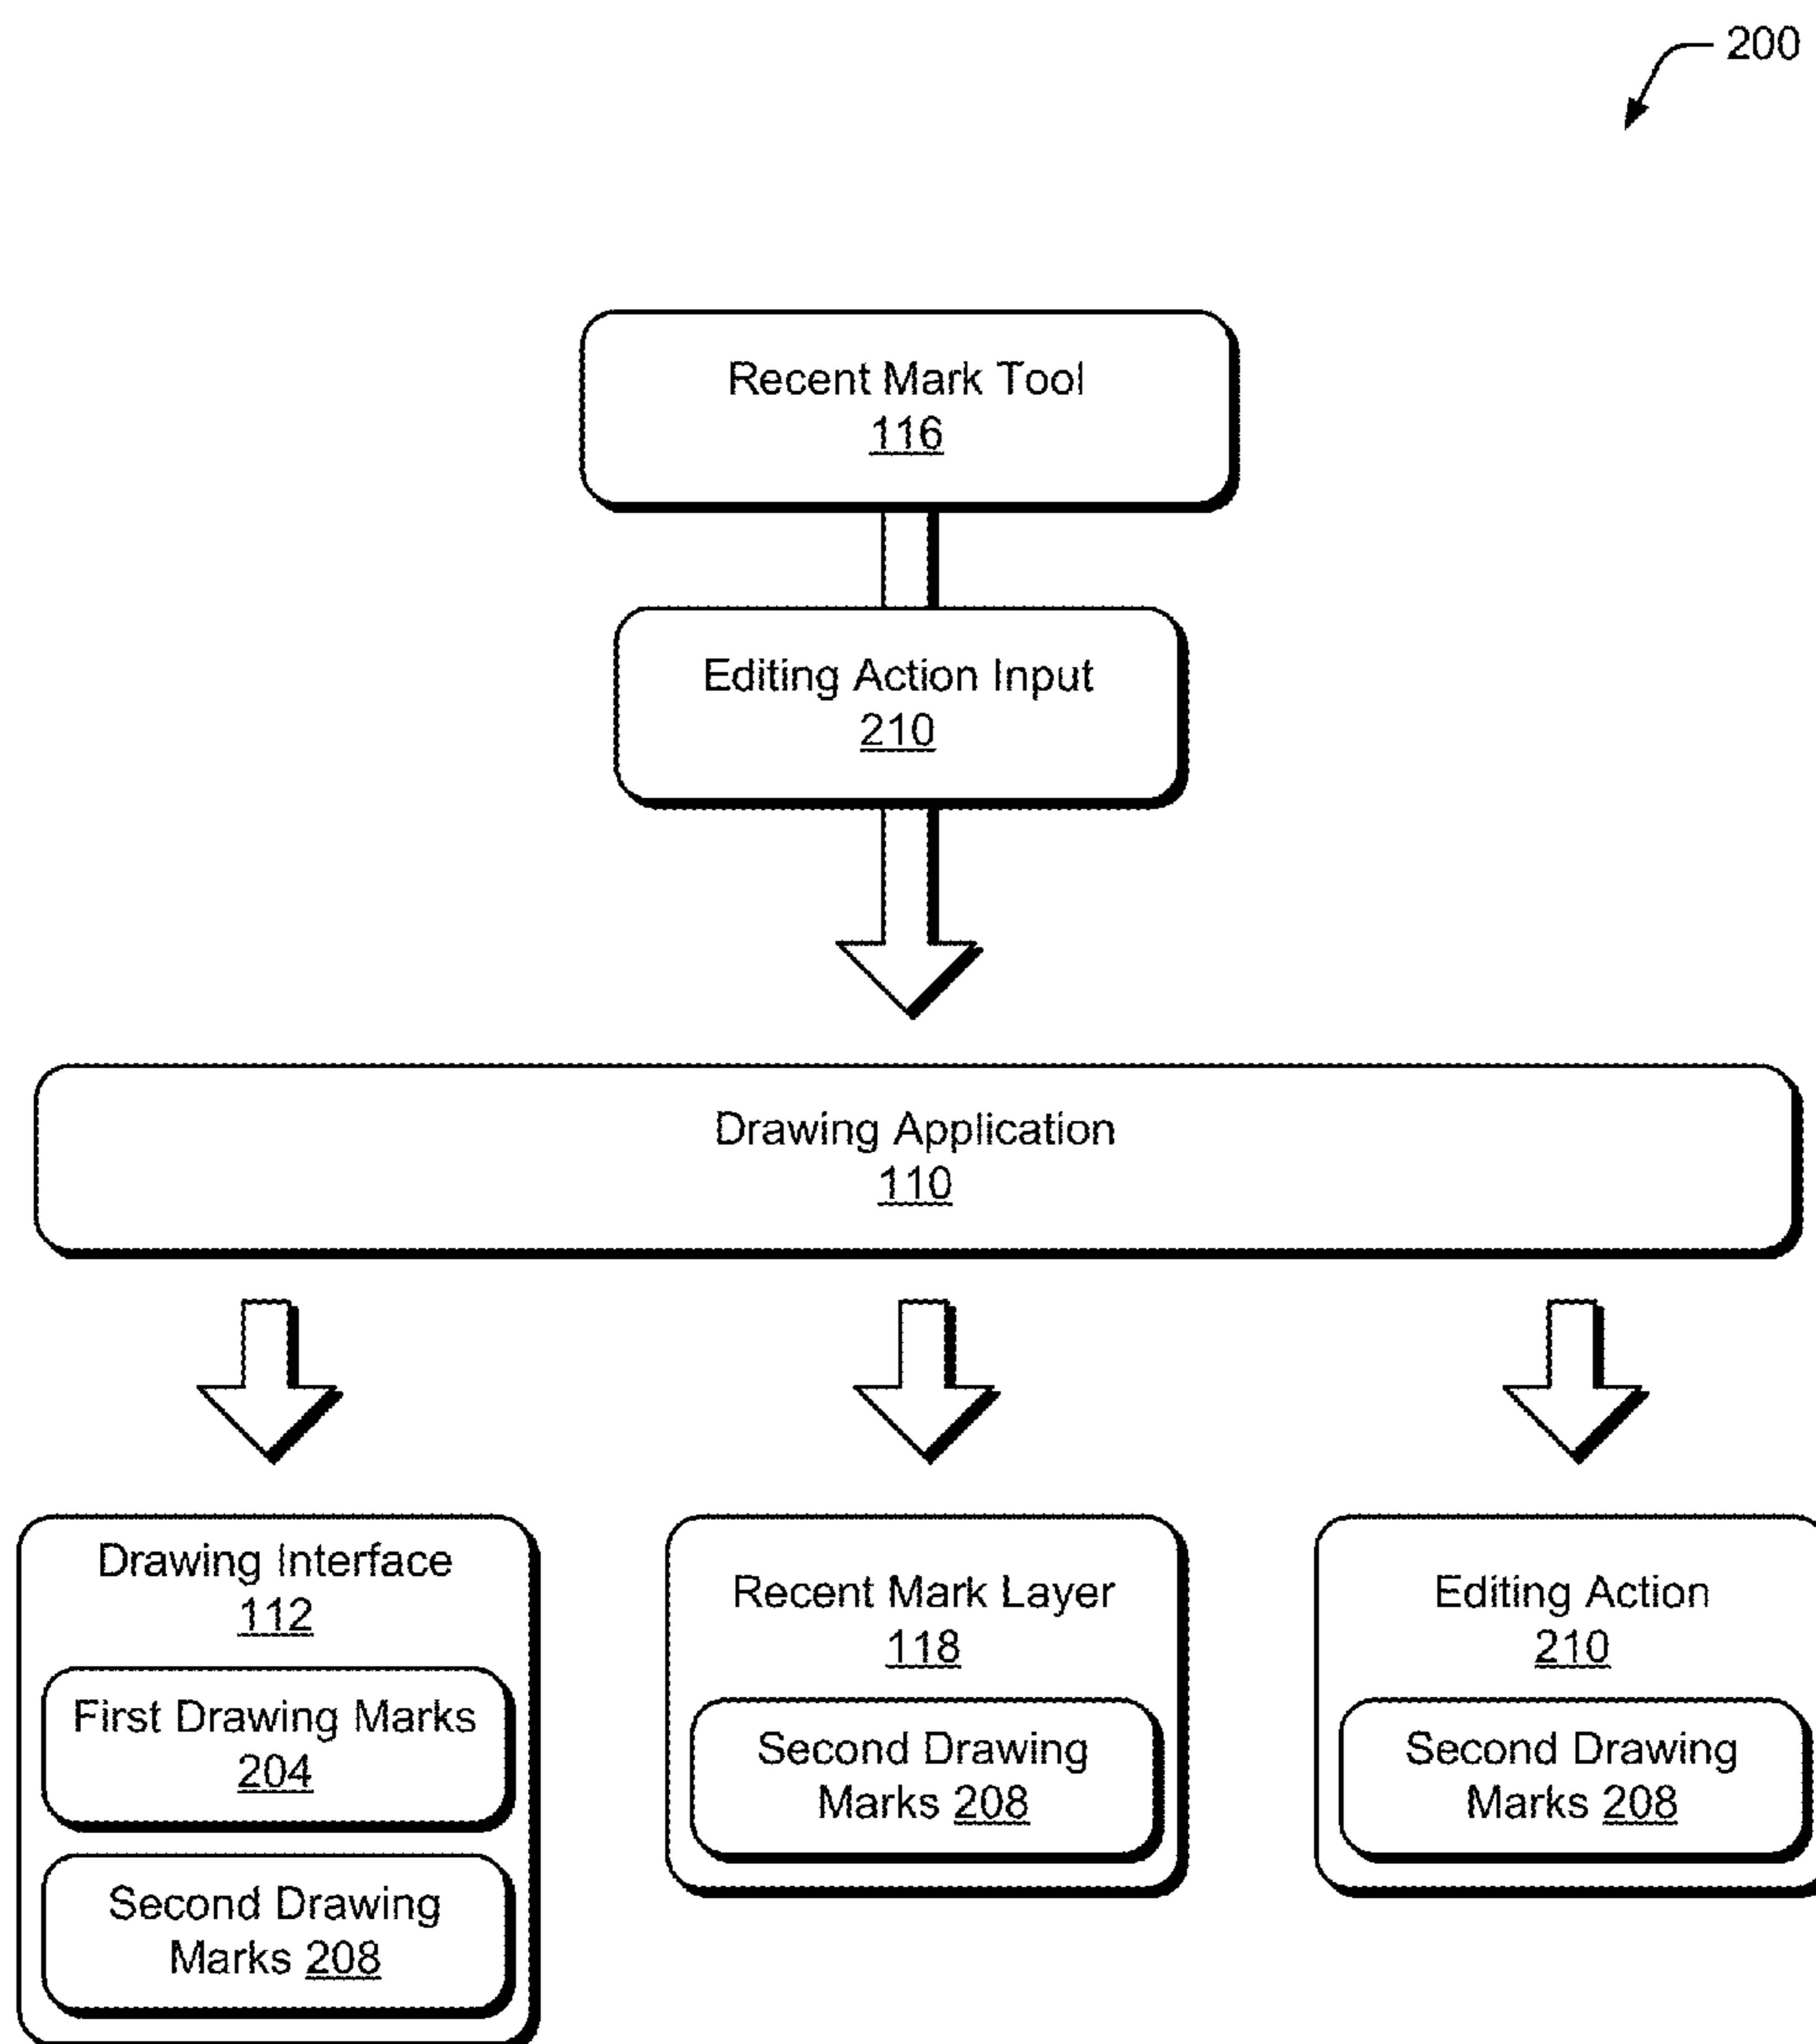 200
Recent Mark Tool
116
Editing Action Input
210
Drawing Application
110
Drawing Interface
112
First Drawing Marks
204
Second Drawing
Marks 208
Recent Mark Layer
118
Second Drawing
Marks 208
Editing Action
210
Second Drawing
Marks 208